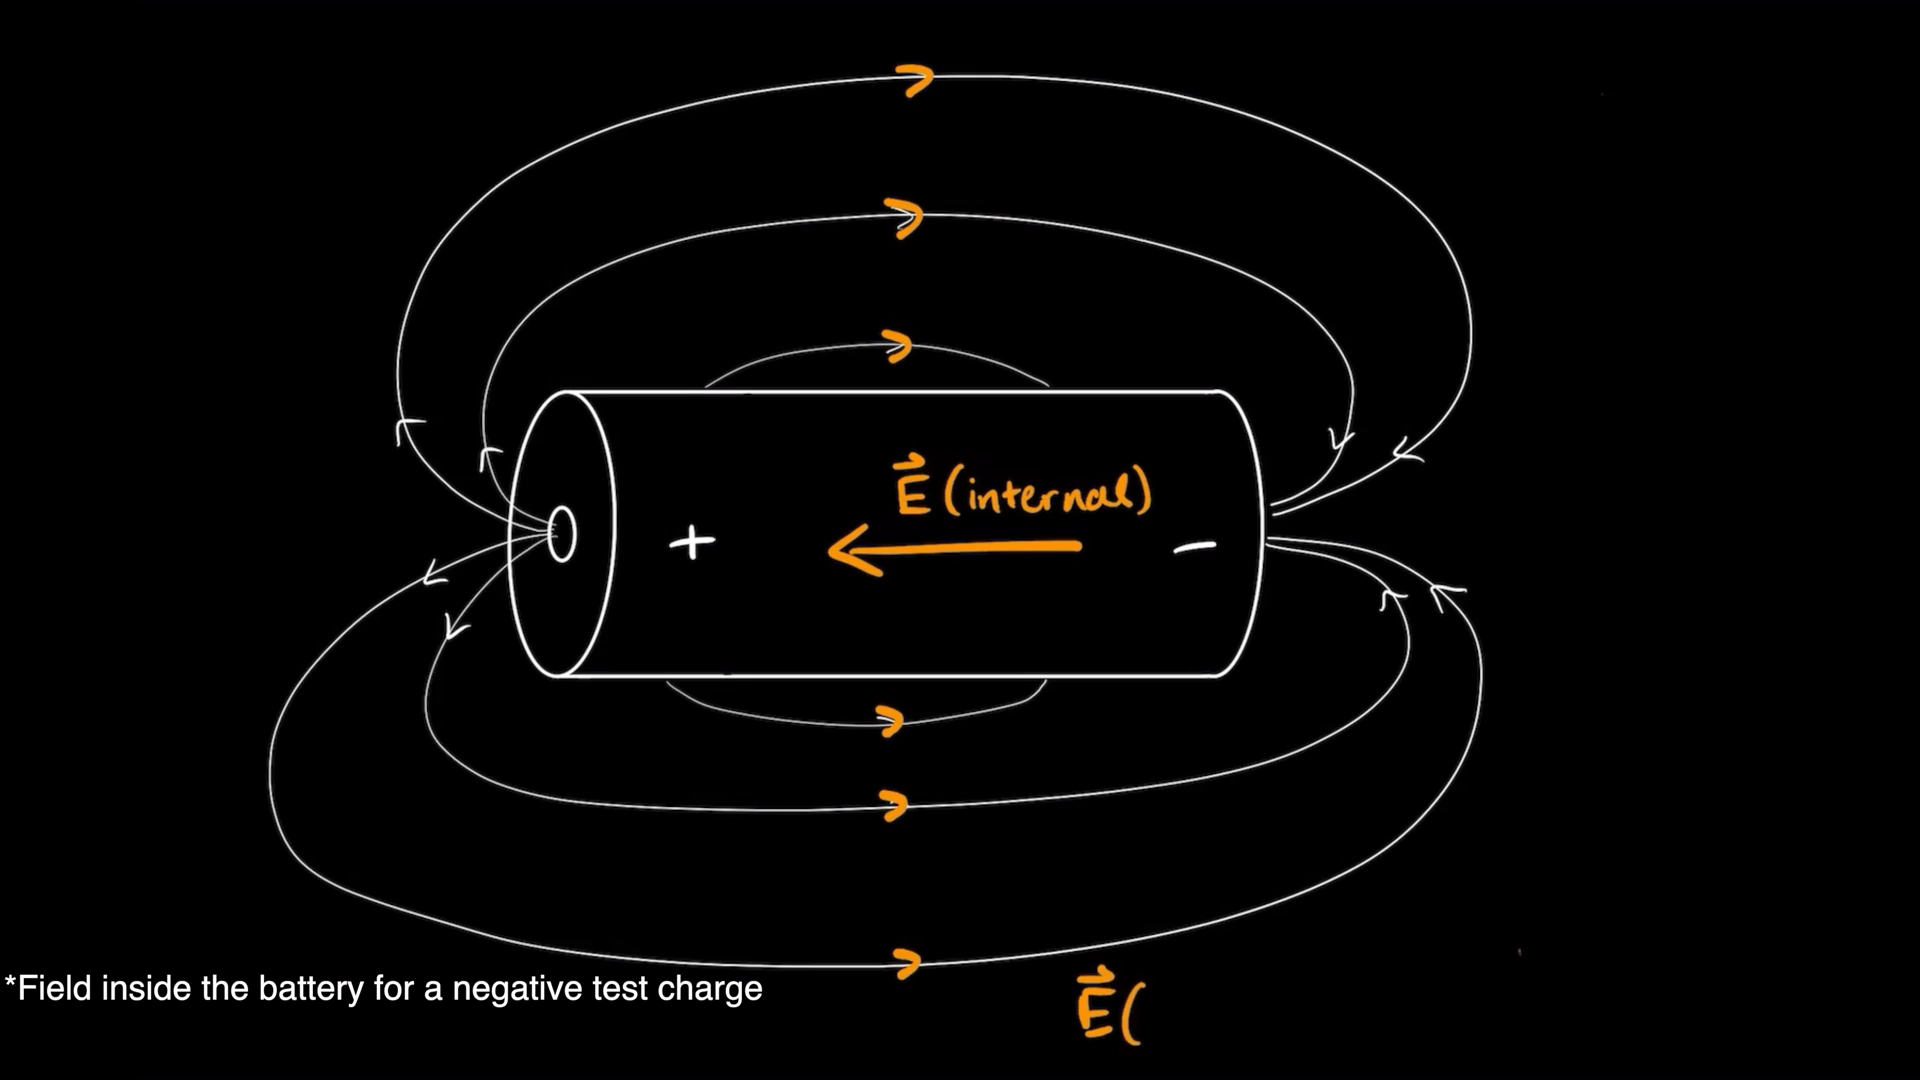 E⃗ (internal)
+
−
*Field inside the battery for a negative test charge
E⃗(